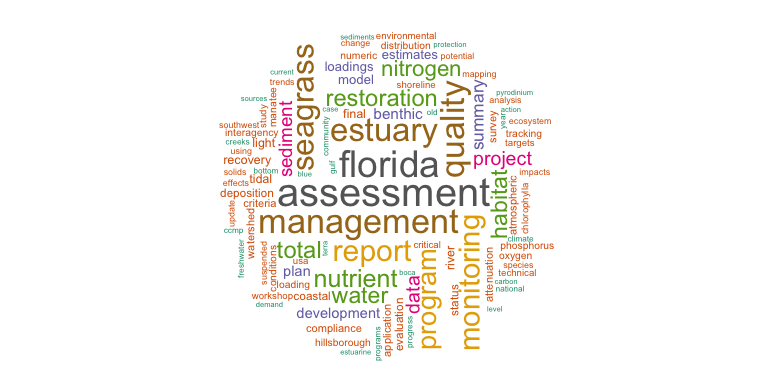 sediments
environmental
change
distribution
protection
numeric
estimates
potential
seagrass
current
trends
loadings
nitrogen
mapping
model
shoreline
pyrodinium
sources
manatee
restoration
quality
summary
analysis
study
sediment
case
final
benthic
old
action
year
survey
ecosystem
southwest
interagency
community
estuary
tracking
creeks
light
targets
using
recovery
gulf
florida
project
solids
bottom
tidal
blue
impacts
effects
deposition
assessment
habitat
atmospheric
chlorophylla
criteria
update
watershed
management
monitoring
ccmp
climate
total
terra
report
critical
river
phosphorus
freshwater
suspended
conditions
usa
oxygen
species
plan
boca
program
attenuation
technical
loading
nutrient
data
carbon
national
workshop
coastal
water
status
demand
level
development
progress
compliance
application
evaluation
hillsborough
programs
estuarine